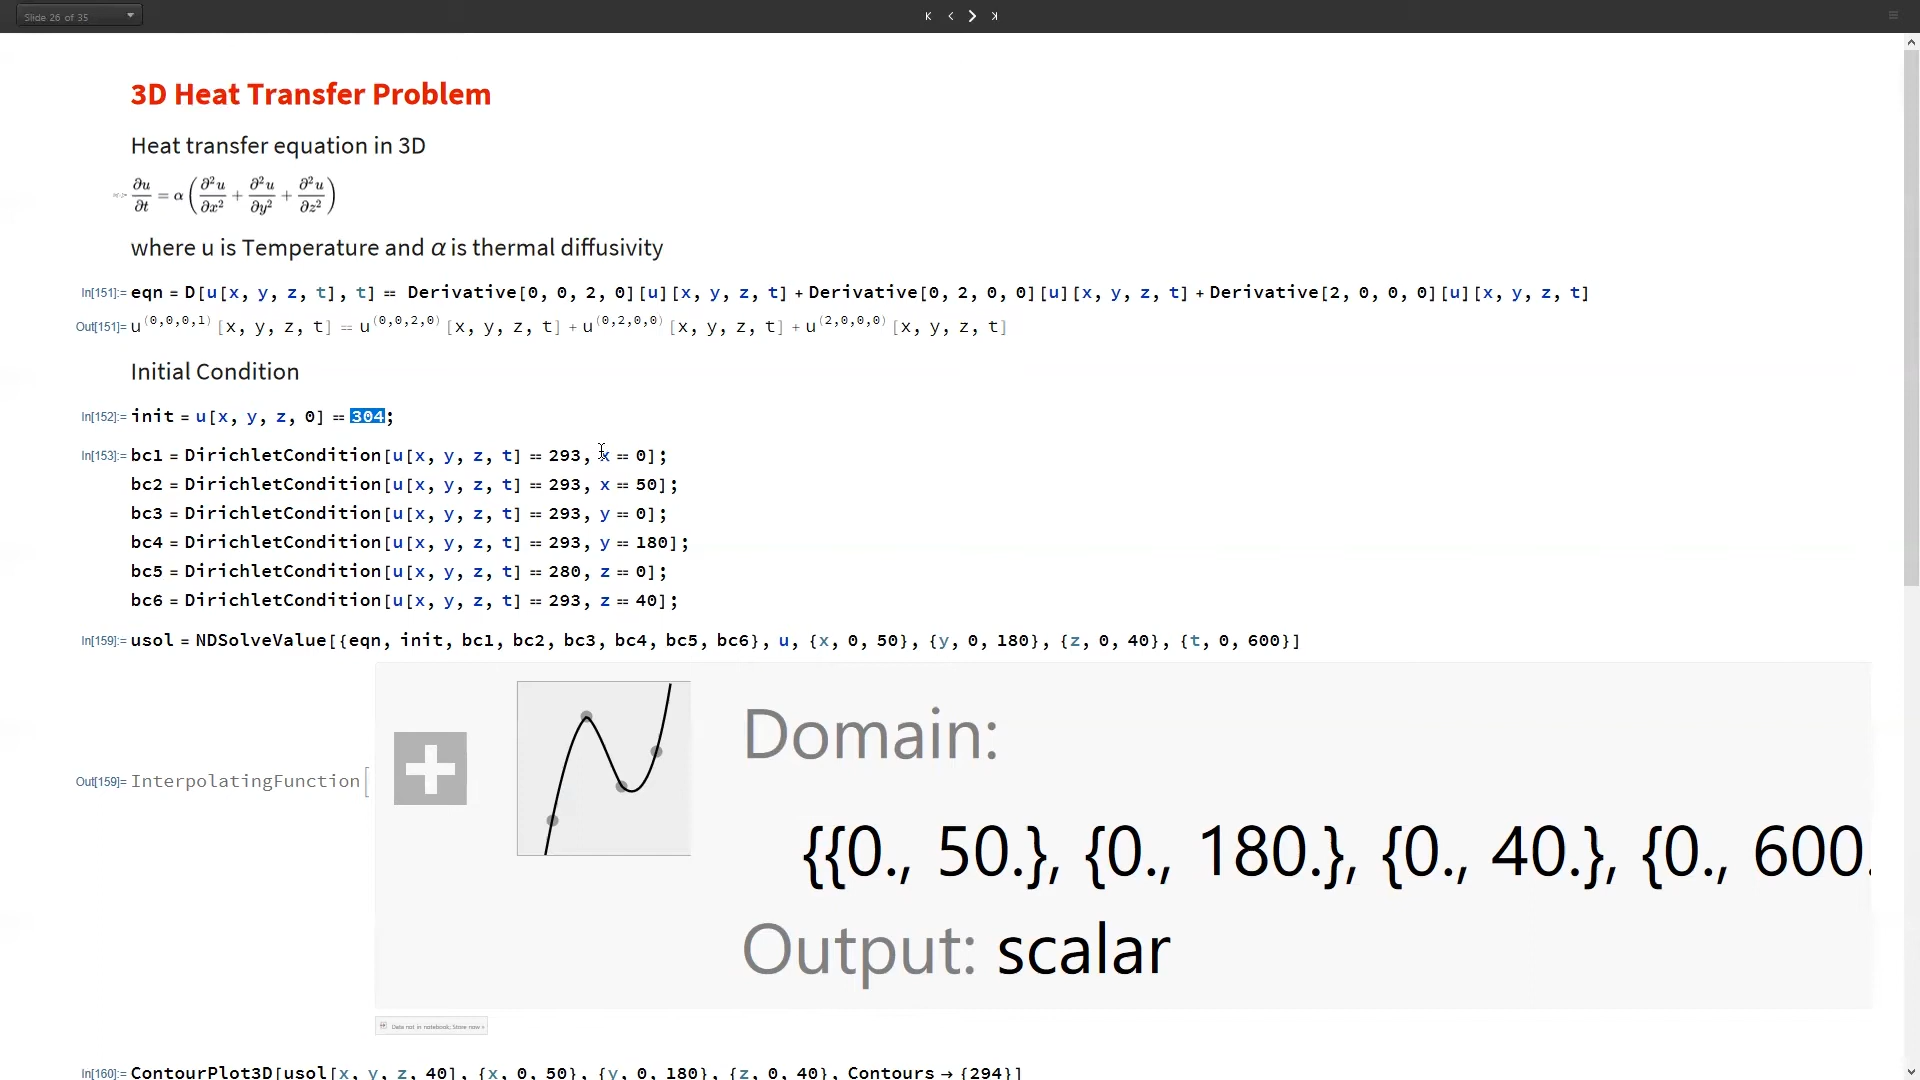 Slide 26 of 35
3D Heat Transfer Problem
Heat transfer equation in 3D
∂u/∂t = α (∂²u/∂x² + ∂²u/∂y² + ∂²u/∂z²)
where u is Temperature and α is thermal diffusivity
In[151]:= eqn = D[u[x, y, z, t], t] == Derivative[0, 0, 2, 0][u][x, y, z, t] + Derivative[0, 2, 0, 0][u][x, y, z, t] + Derivative[2, 0, 0, 0][u][x, y, z, t]
Out[151]= u^(0,0,0,1)[x, y, z, t] == u^(0,0,2,0)[x, y, z, t] + u^(0,2,0,0)[x, y, z, t] + u^(2,0,0,0)[x, y, z, t]
Initial Condition
In[152]:= init = u[x, y, z, 0] == 304;
In[153]:= bc1 = DirichletCondition[u[x, y, z, t] == 293, x == 0];
bc2 = DirichletCondition[u[x, y, z, t] == 293, x == 50];
bc3 = DirichletCondition[u[x, y, z, t] == 293, y == 0];
bc4 = DirichletCondition[u[x, y, z, t] == 293, y == 180];
bc5 = DirichletCondition[u[x, y, z, t] == 280, z == 0];
bc6 = DirichletCondition[u[x, y, z, t] == 293, z == 40];
In[159]:= usol = NDSolveValue[{eqn, init, bc1, bc2, bc3, bc4, bc5, bc6}, u, {x, 0, 50}, {y, 0, 180}, {z, 0, 40}, {t, 0, 600}]
Domain:
Out[159]= InterpolatingFunction[
{{0., 50.}, {0., 180.}, {0., 40.}, {0., 600.
Output: scalar
Data not in notebook; Store now »
In[160]:= ContourPlot3D[usol[x, y, z, 40], {x, 0, 50}, {y, 0, 180}, {z, 0, 40}, Contours → {294}]